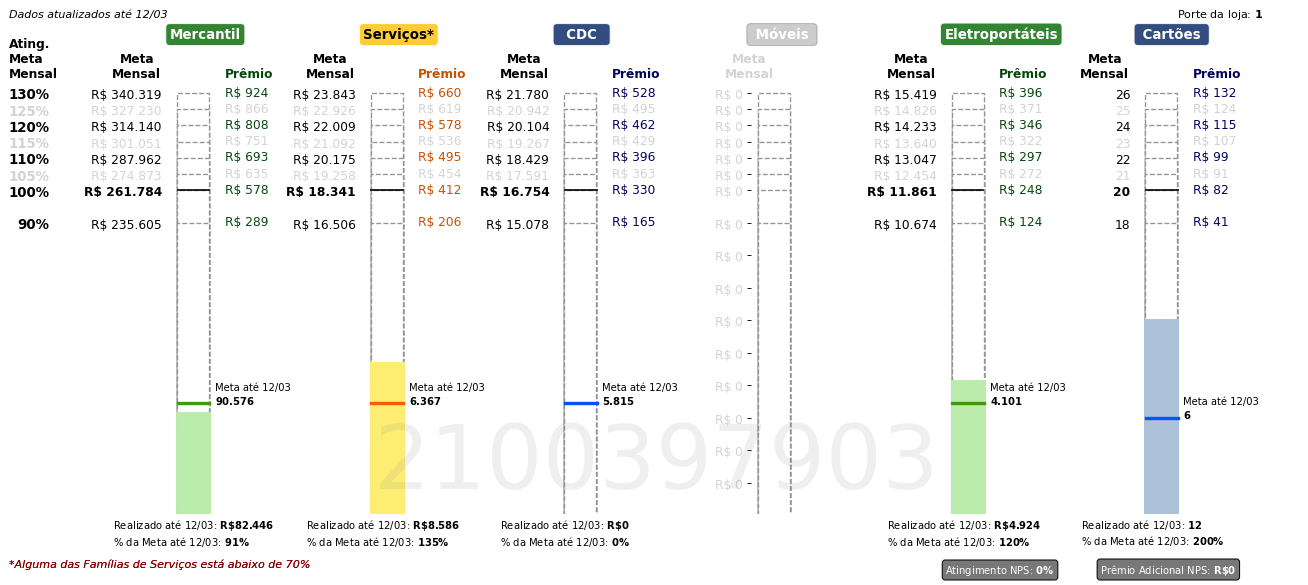 Dados atualizados até 12/03
Porte da loja: 1
Mercantil Serviços* CDC Móveis Eletroportáteis Cartões
Ating. Meta Mensal
Meta Mensal Prêmio Meta Mensal Prêmio Meta Mensal Prêmio Meta Mensal Meta Mensal Prêmio Meta Mensal Prêmio
130% R$ 340.319 R$ 924 R$ 23.843 R$ 660 R$ 21.780 R$ 528 R$ 0 R$ 15.419 R$ 396 26 R$ 132
125% R$ 327.230 R$ 866 R$ 22.926 R$ 619 R$ 20.942 R$ 495 R$ 0 R$ 14.826 R$ 371 25 R$ 124
120% R$ 314.140 R$ 808 R$ 22.009 R$ 578 R$ 20.104 R$ 462 R$ 0 R$ 14.233 R$ 346 24 R$ 115
115% R$ 301.051 R$ 751 R$ 21.092 R$ 536 R$ 19.267 R$ 429 R$ 0 R$ 13.640 R$ 322 23 R$ 107
110% R$ 287.962 R$ 693 R$ 20.175 R$ 495 R$ 18.429 R$ 396 R$ 0 R$ 13.047 R$ 297 22 R$ 99
105% R$ 274.873 R$ 635 R$ 19.258 R$ 454 R$ 17.591 R$ 363 R$ 0 R$ 12.454 R$ 272 21 R$ 91
100% R$ 261.784 R$ 578 R$ 18.341 R$ 412 R$ 16.754 R$ 330 R$ 0 R$ 11.861 R$ 248 20 R$ 82
90% R$ 235.605 R$ 289 R$ 16.506 R$ 206 R$ 15.078 R$ 165 R$ 0 R$ 10.674 R$ 124 18 R$ 41
R$ 0
R$ 0
R$ 0
R$ 0
R$ 0
R$ 0
R$ 0
R$ 0
Meta até 12/03
90.576
Meta até 12/03
6.367
Meta até 12/03
5.815
Meta até 12/03
4.101
Meta até 12/03
6
2100397903
Realizado até 12/03: R$82.446
% da Meta até 12/03: 91%
Realizado até 12/03: R$8.586
% da Meta até 12/03: 135%
Realizado até 12/03: R$0
% da Meta até 12/03: 0%
Realizado até 12/03: R$4.924
% da Meta até 12/03: 120%
Realizado até 12/03: 12
% da Meta até 12/03: 200%
*Alguma das Famílias de Serviços está abaixo de 70%
Atingimento NPS: 0%
Prêmio Adicional NPS: R$0